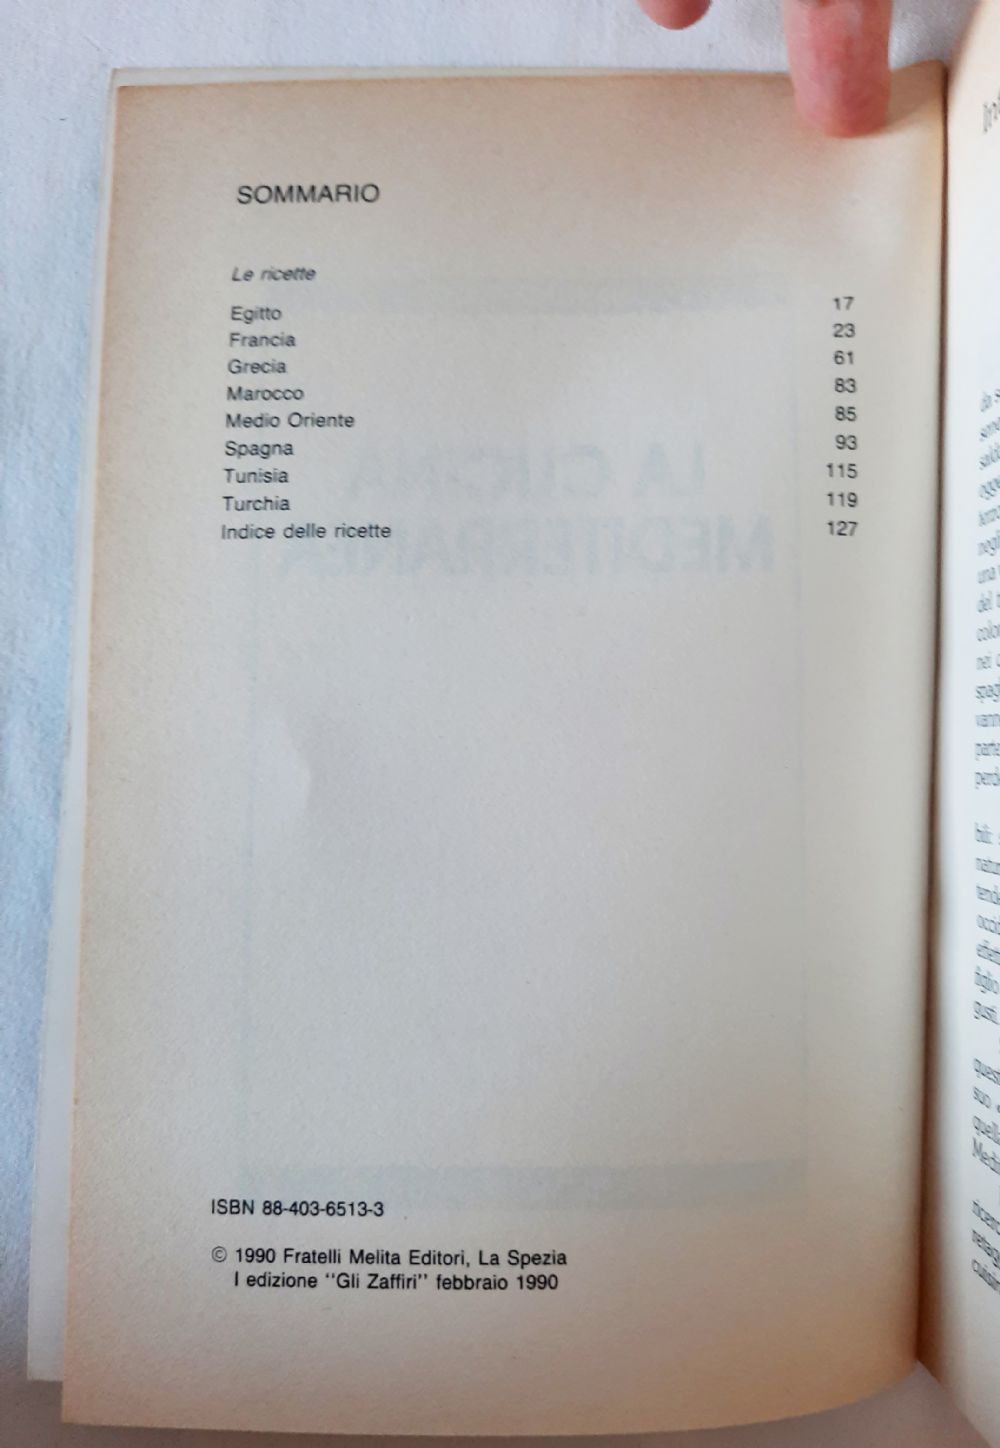 SOMMARIO
Le ricette
Egitto 17
Francia 23
Grecia 61
Marocco 83
Medio Oriente 85
Spagna 93
Tunisia 115
Turchia 119
Indice delle ricette 127
ISBN 88-403-6513-3
© 1990 Fratelli Melita Editori, La Spezia
I edizione "Gli Zaffiri" febbraio 1990